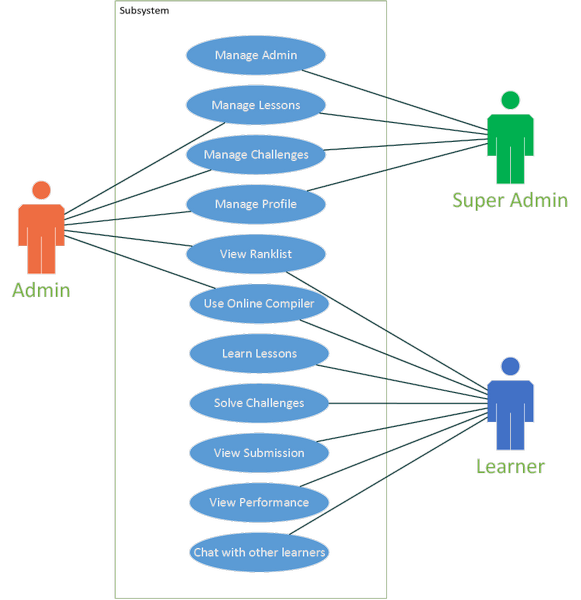 Subsystem
Manage Admin
Manage Lessons
Manage Challenges
Super Admin
Manage Profile
View Ranklist
Admin
Use Online Compiler
Learn Lessons
Solve Challenges
View Submission
Learner
View Performance
Chat with other learners